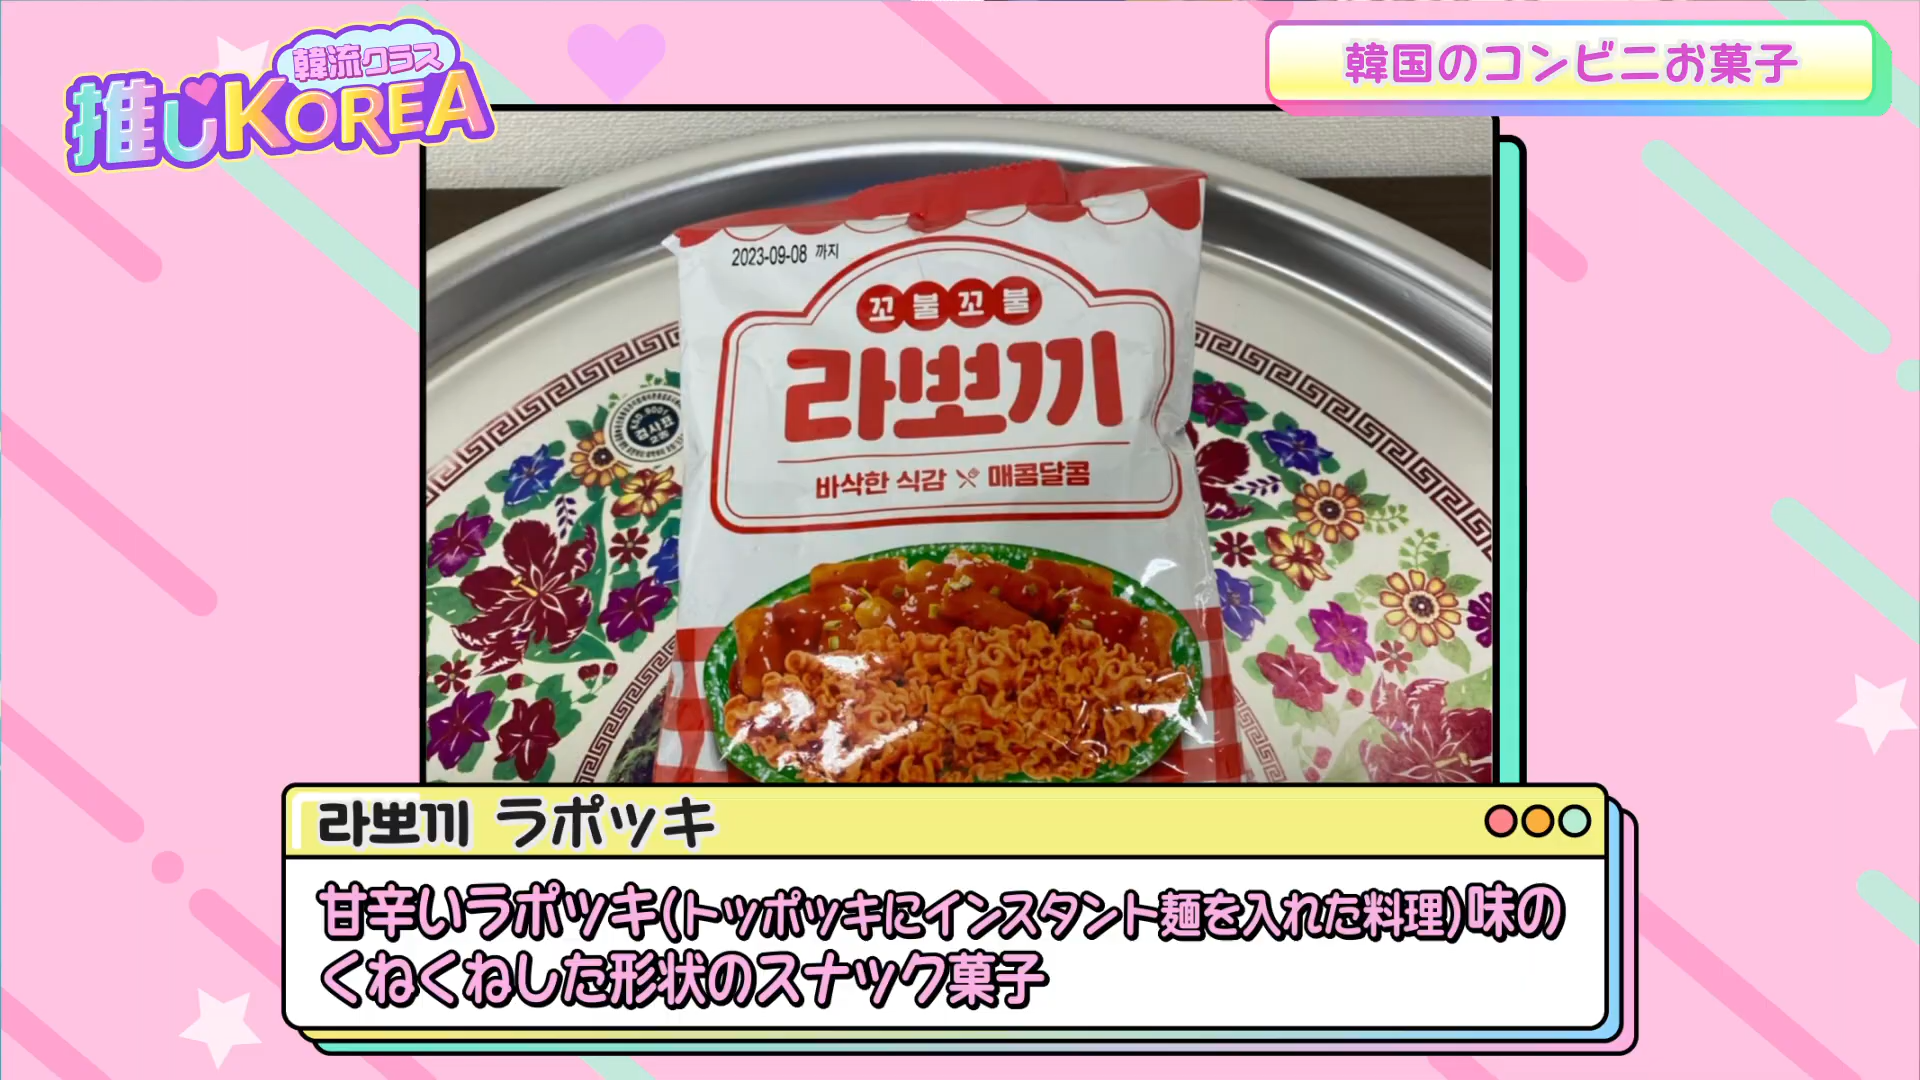 韓流クラス
推しKOREA
韓国のコンビニお菓子
2023-09-08 까지
꼬불꼬불
라뽀끼
바삭한 식감 매콤달콤
검사표
라뽀끼 ラポッキ
甘辛いラポッキ(トッポッキにインスタント麺を入れた料理)味の
くねくねした形状のスナック菓子